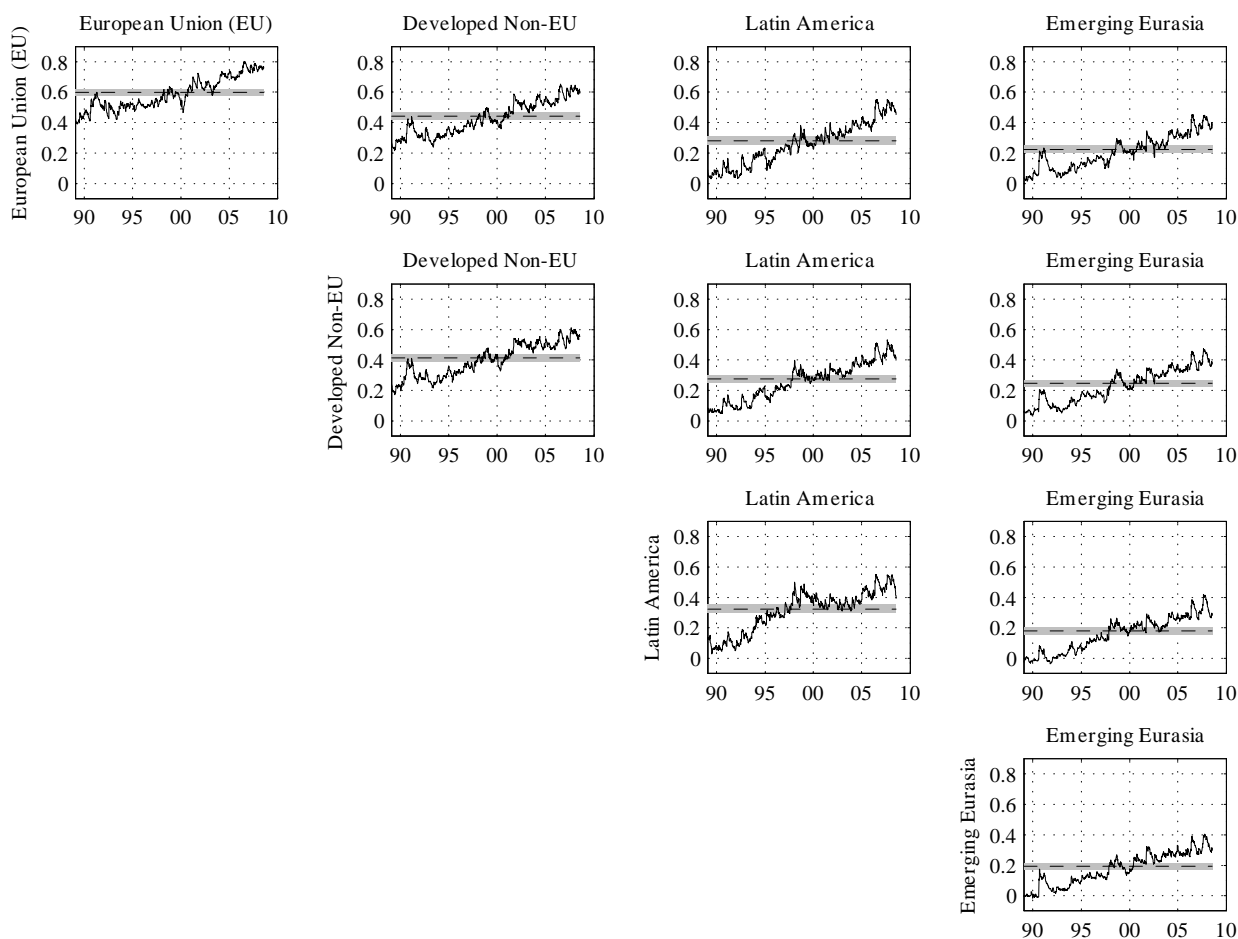 European Union (EU) Developed Non-EU Latin America Emerging Eurasia
European Union (EU)
0.8 0.8 0.8 0.8
0.6 0.6 0.6 0.6
0.4 0.4 0.4 0.4
0.2 0.2 0.2 0.2
0 0 0 0
90 95 00 05 10 90 95 00 05 10 90 95 00 05 10 90 95 00 05 10
Developed Non-EU Latin America Emerging Eurasia
Developed Non-EU
0.8 0.8 0.8
0.6 0.6 0.6
0.4 0.4 0.4
0.2 0.2 0.2
0 0 0
90 95 00 05 10 90 95 00 05 10 90 95 00 05 10
Latin America Emerging Eurasia
Latin America
0.8 0.8
0.6 0.6
0.4 0.4
0.2 0.2
0 0
90 95 00 05 10 90 95 00 05 10
Emerging Eurasia
Emerging Eurasia
0.8
0.6
0.4
0.2
0
90 95 00 05 10